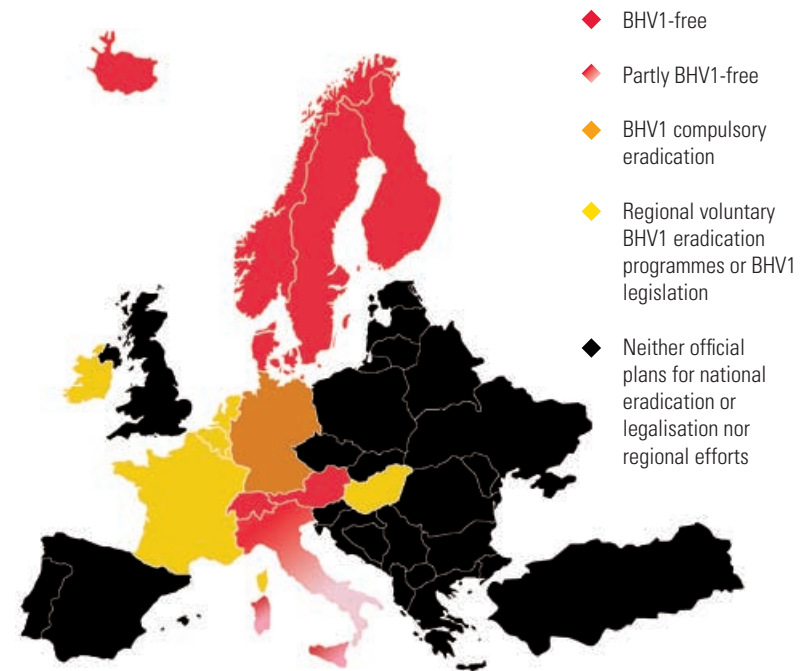 BHV1-free
Partly BHV1-free
BHV1 compulsory
eradication
Regional voluntary
BHV1 eradication
programmes or BHV1
legislation
Neither official
plans for national
eradication or
legalisation nor
regional efforts